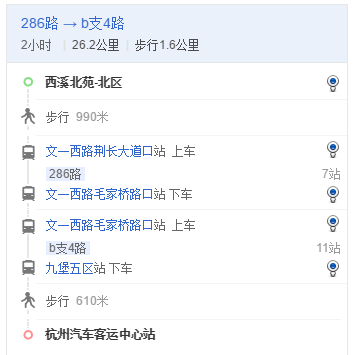 286路 → b支4路
2小时 | 26.2公里 | 步行1.6公里
西溪北苑-北区
步行 990米
文一西路荆长大道口站 上车
286路 7站
文一西路毛家桥路口站 下车
文一西路毛家桥路口站 上车
b支4路 11站
九堡五区站 下车
步行 610米
杭州汽车客运中心站